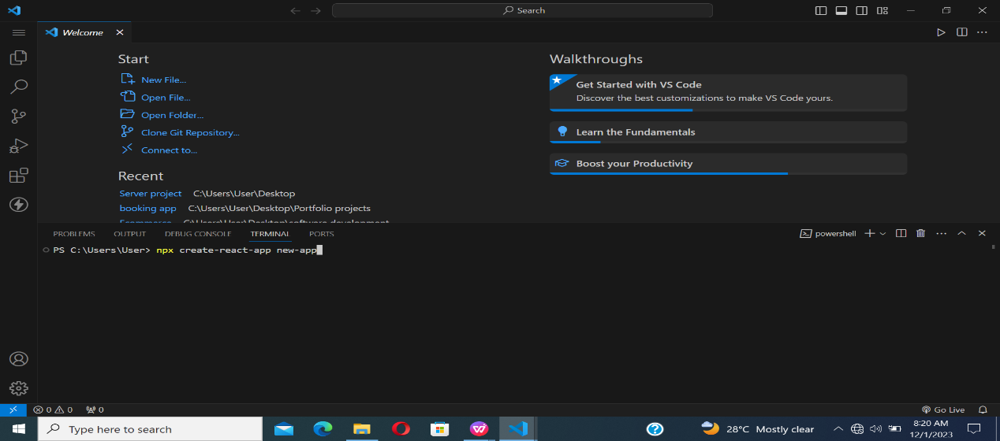 Search
Welcome
Start
New File...
Open File...
Open Folder...
Clone Git Repository...
Connect to...
Recent
Server project C:\Users\User\Desktop
booking app C:\Users\User\Desktop\Portfolio projects
Ecommerce C:\Users\User\Desktop\software development
Walkthroughs
Get Started with VS Code
Discover the best customizations to make VS Code yours.
Learn the Fundamentals
Boost your Productivity
PROBLEMS OUTPUT DEBUG CONSOLE TERMINAL PORTS
powershell
PS C:\Users\User> npx create-react-app new-app
0 0 0
Go Live
Type here to search
28°C Mostly clear
8:20 AM
12/1/2023